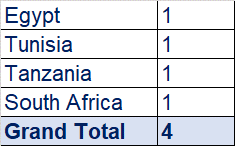 Egypt 1
Tunisia 1
Tanzania 1
South Africa 1
Grand Total 4